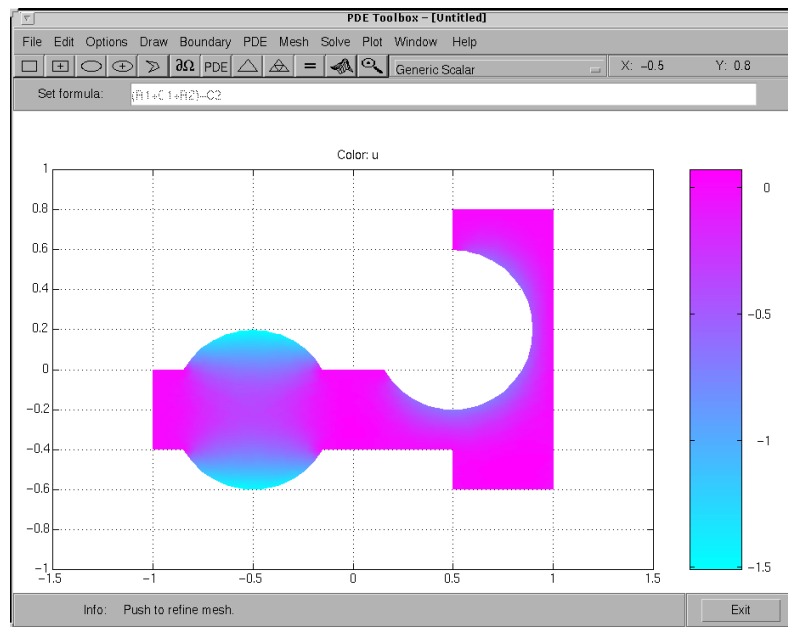 PDE Toolbox – [Untitled]
File Edit Options Draw Boundary PDE Mesh Solve Plot Window Help
∂Ω PDE = Generic Scalar X: -0.5 Y: 0.8
Set formula: (R1+C1+R2)-C2
Color: u
1
0.8
0.6
0.4
0.2
0
-0.2
-0.4
-0.6
-0.8
-1
-1.5 -1 -0.5 0 0.5 1 1.5
0
-0.5
-1
-1.5
Info: Push to refine mesh.
Exit